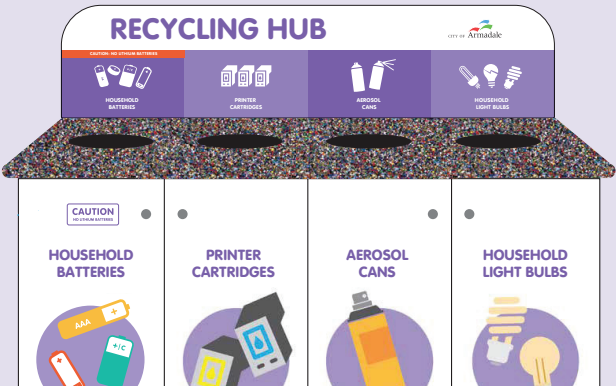 RECYCLING HUB
CITY OF Armadale
CAUTION: NO LITHIUM BATTERIES
HOUSEHOLD
BATTERIES
PRINTER
CARTRIDGES
AEROSOL
CANS
HOUSEHOLD
LIGHT BULBS
CAUTION
NO LITHIUM BATTERIES
HOUSEHOLD
BATTERIES
PRINTER
CARTRIDGES
AEROSOL
CANS
HOUSEHOLD
LIGHT BULBS
AAA
+
+|C
+